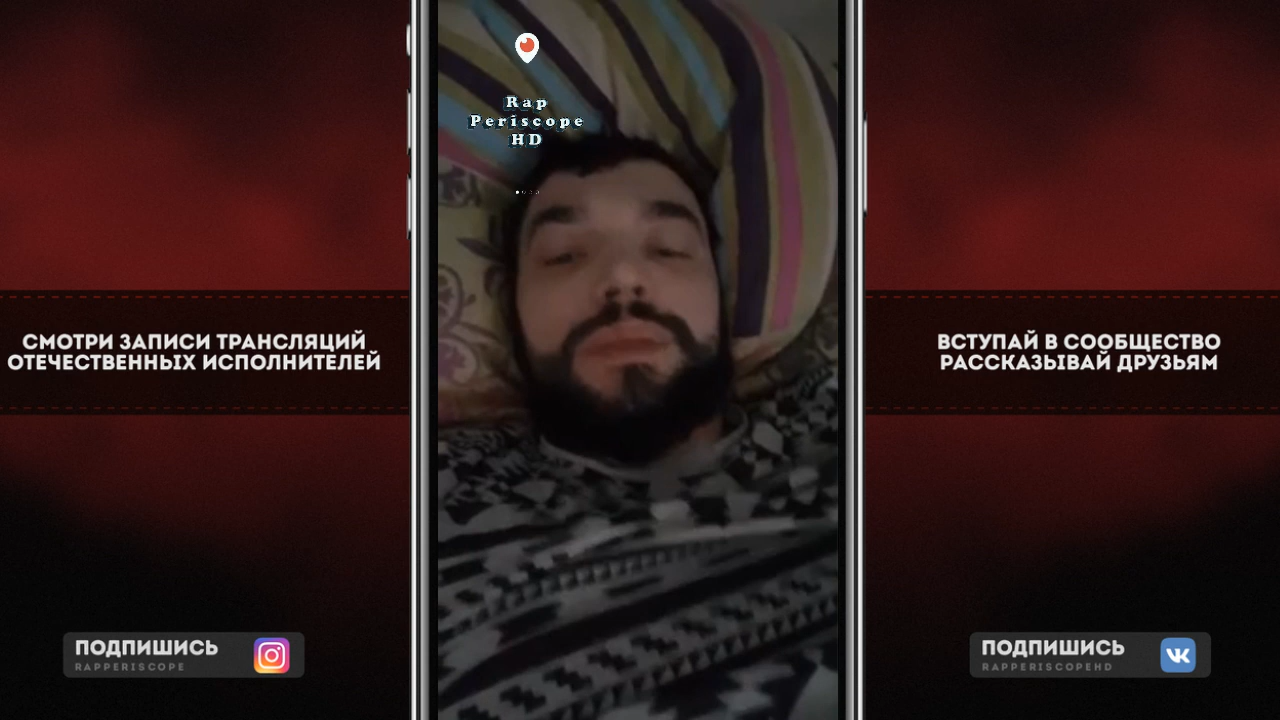 Rap
Periscope
HD
СМОТРИ ЗАПИСИ ТРАНСЛЯЦИЙ
ОТЕЧЕСТВЕННЫХ ИСПОЛНИТЕЛЕЙ
ВСТУПАЙ В СООБЩЕСТВО
РАССКАЗЫВАЙ ДРУЗЬЯМ
ПОДПИШИСЬ
RAPPERISCOPE
ПОДПИШИСЬ
RAPPERISCOPEHD